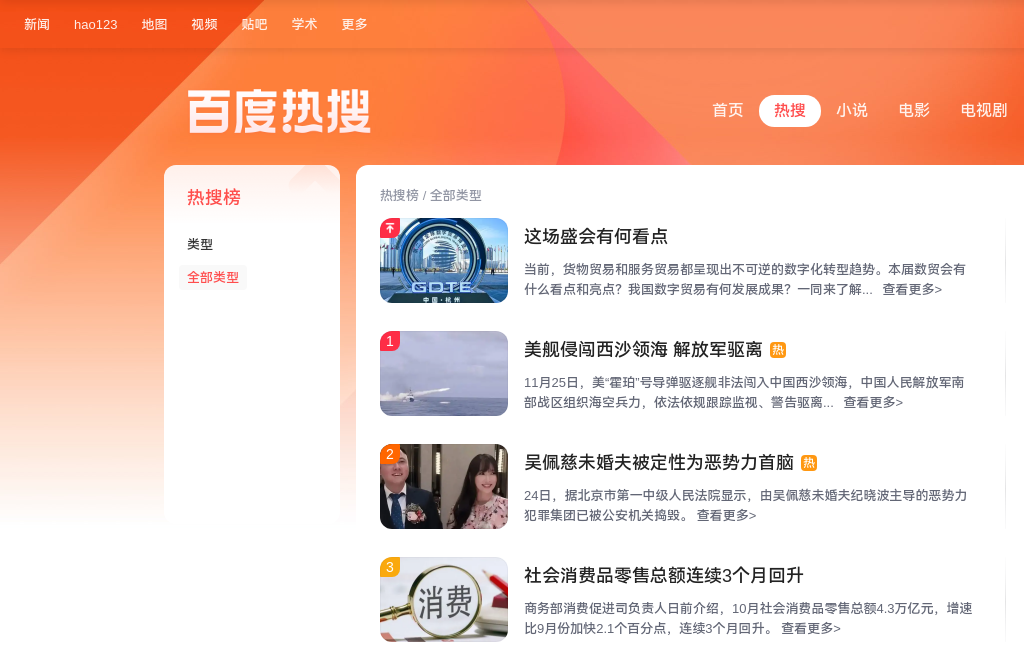 新闻 hao123 地图 视频 贴吧 学术 更多
百度热搜
首页 热搜 小说 电影 电视剧
热搜榜
类型
全部类型
热搜榜 / 全部类型
GDTE
中国·杭州
这场盛会有何看点
当前，货物贸易和服务贸易都呈现出不可逆的数字化转型趋势。本届数贸会有
什么看点和亮点？我国数字贸易有何发展成果？一同来了解... 查看更多>
1
美舰侵闯西沙领海 解放军驱离 热
11月25日，美“霍珀”号导弹驱逐舰非法闯入中国西沙领海，中国人民解放军南
部战区组织海空兵力，依法依规跟踪监视、警告驱离... 查看更多>
2
吴佩慈未婚夫被定性为恶势力首脑 热
24日，据北京市第一中级人民法院显示，由吴佩慈未婚夫纪晓波主导的恶势力
犯罪集团已被公安机关捣毁。 查看更多>
3
消费
社会消费品零售总额连续3个月回升
商务部消费促进司负责人日前介绍，10月社会消费品零售总额4.3万亿元，增速
比9月份加快2.1个百分点，连续3个月回升。 查看更多>